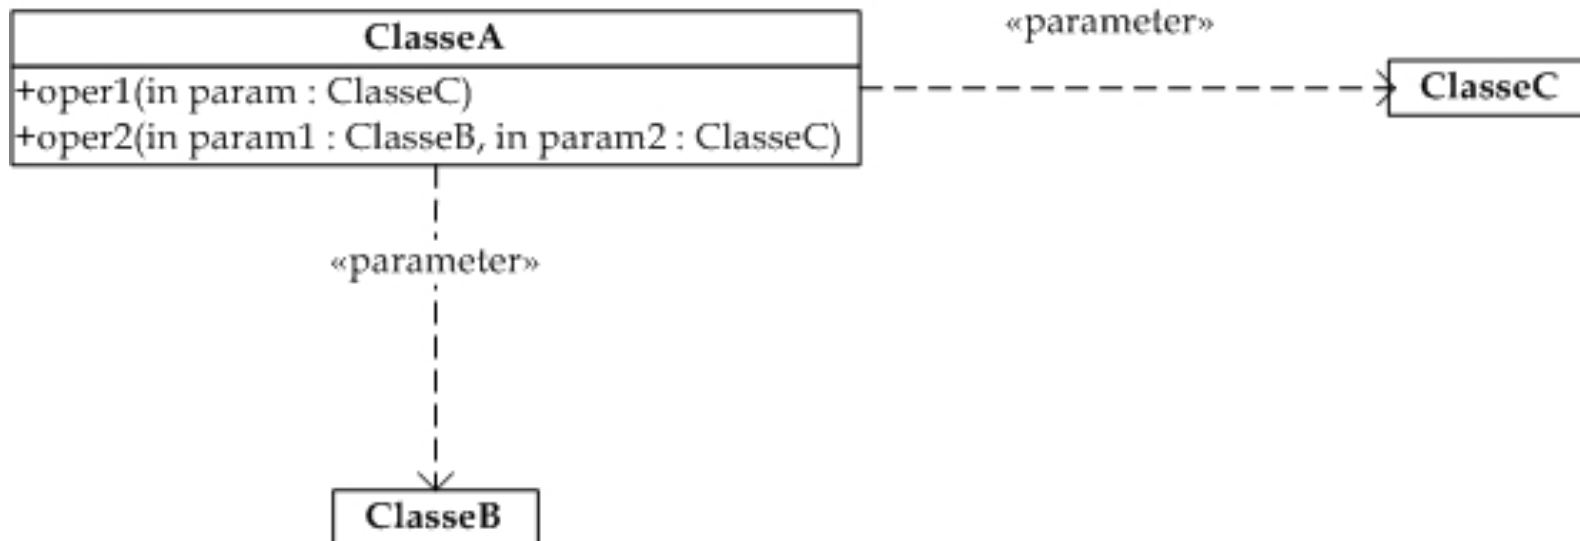 ClasseA
+oper1(in param : ClasseC)
+oper2(in param1 : ClasseB, in param2 : ClasseC)
«parameter»
ClasseC
«parameter»
ClasseB